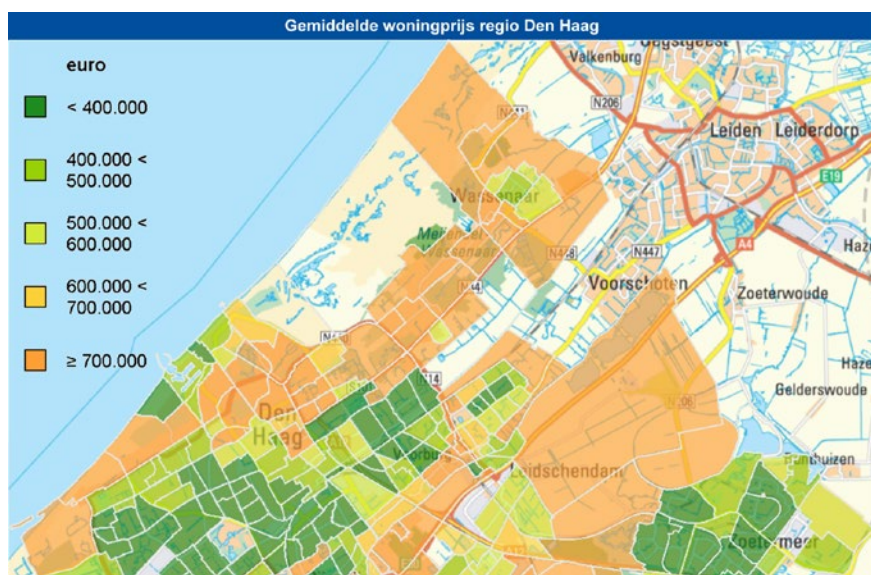 Gemiddelde woningprijs regio Den Haag
euro
< 400.000
400.000 <
500.000
500.000 <
600.000
600.000 <
700.000
≥ 700.000
Valkenburg
N206
Leiden
Leiderdorp
E19
Wassenaar
A4
N447
Voorschoten
Zoeterwoude
Gelderswoude
N14
Den
Haag
Voorburg
Leidschendam
Zoetermeer